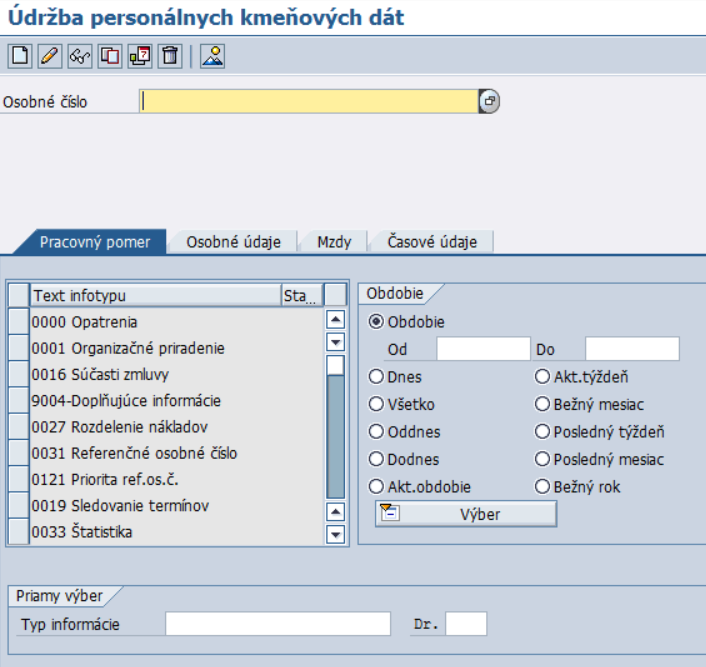 Údržba personálnych kmeňových dát
Osobné číslo
Pracovný pomer Osobné údaje Mzdy Časové údaje
Text infotypu Sta...
0000 Opatrenia
0001 Organizačné priradenie
0016 Súčasti zmluvy
9004-Doplňujúce informácie
0027 Rozdelenie nákladov
0031 Referenčné osobné číslo
0121 Priorita ref.os.č.
0019 Sledovanie termínov
0033 Štatistika
Obdobie
Obdobie
Od Do
Dnes Akt.týždeň
Všetko Bežný mesiac
Oddnes Posledný týždeň
Dodnes Posledný mesiac
Akt.obdobie Bežný rok
Výber
Priamy výber
Typ informácie Dr.